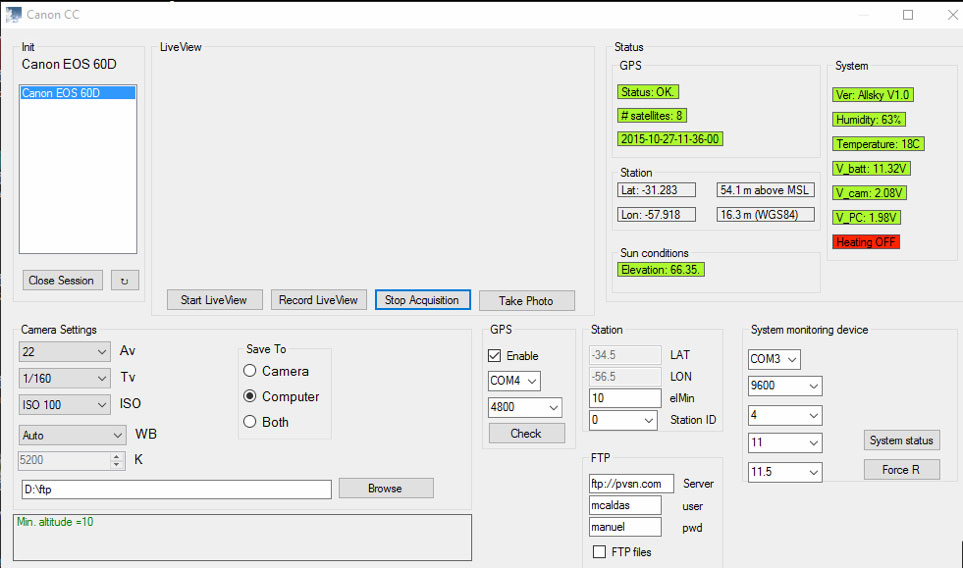 Canon CC
Init
Canon EOS 60D
Canon EOS 60D
Close Session
↻
LiveView
Start LiveView
Record LiveView
Stop Acquisition
Take Photo
Status
GPS
Status: OK.
# satellites: 8
2015-10-27-11-36-00
Station
Lat: -31.283
54.1 m above MSL
Lon: -57.918
16.3 m (WGS84)
Sun conditions
Elevation: 66.35.
System
Ver: Allsky V1.0
Humidity: 63%
Temperature: 18C
V_batt: 11.32V
V_cam: 2.08V
V_PC: 1.98V
Heating OFF
Camera Settings
22
Av
1/160
Tv
ISO 100
ISO
Auto
WB
5200
K
Save To
Camera
Computer
Both
D:\ftp
Browse
Min. altitude =10
GPS
Enable
COM4
4800
Check
Station
-34.5
LAT
-56.5
LON
10
elMin
0
Station ID
FTP
ftp://pvsn.com
Server
mcaldas
user
manuel
pwd
FTP files
System monitoring device
COM3
9600
4
11
11.5
System status
Force R